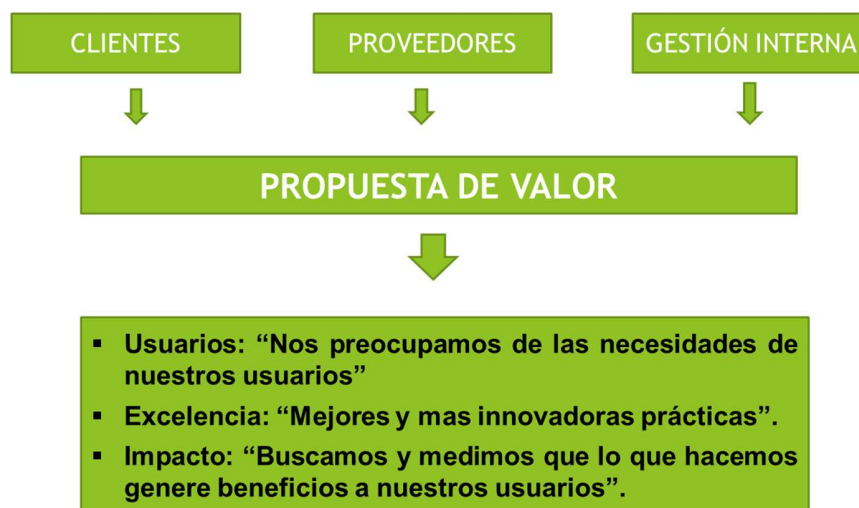 CLIENTES
PROVEEDORES
GESTIÓN INTERNA
PROPUESTA DE VALOR
▪ Usuarios: “Nos preocupamos de las necesidades de
nuestros usuarios”
▪ Excelencia: “Mejores y mas innovadoras prácticas”.
▪ Impacto: “Buscamos y medimos que lo que hacemos
genere beneficios a nuestros usuarios”.